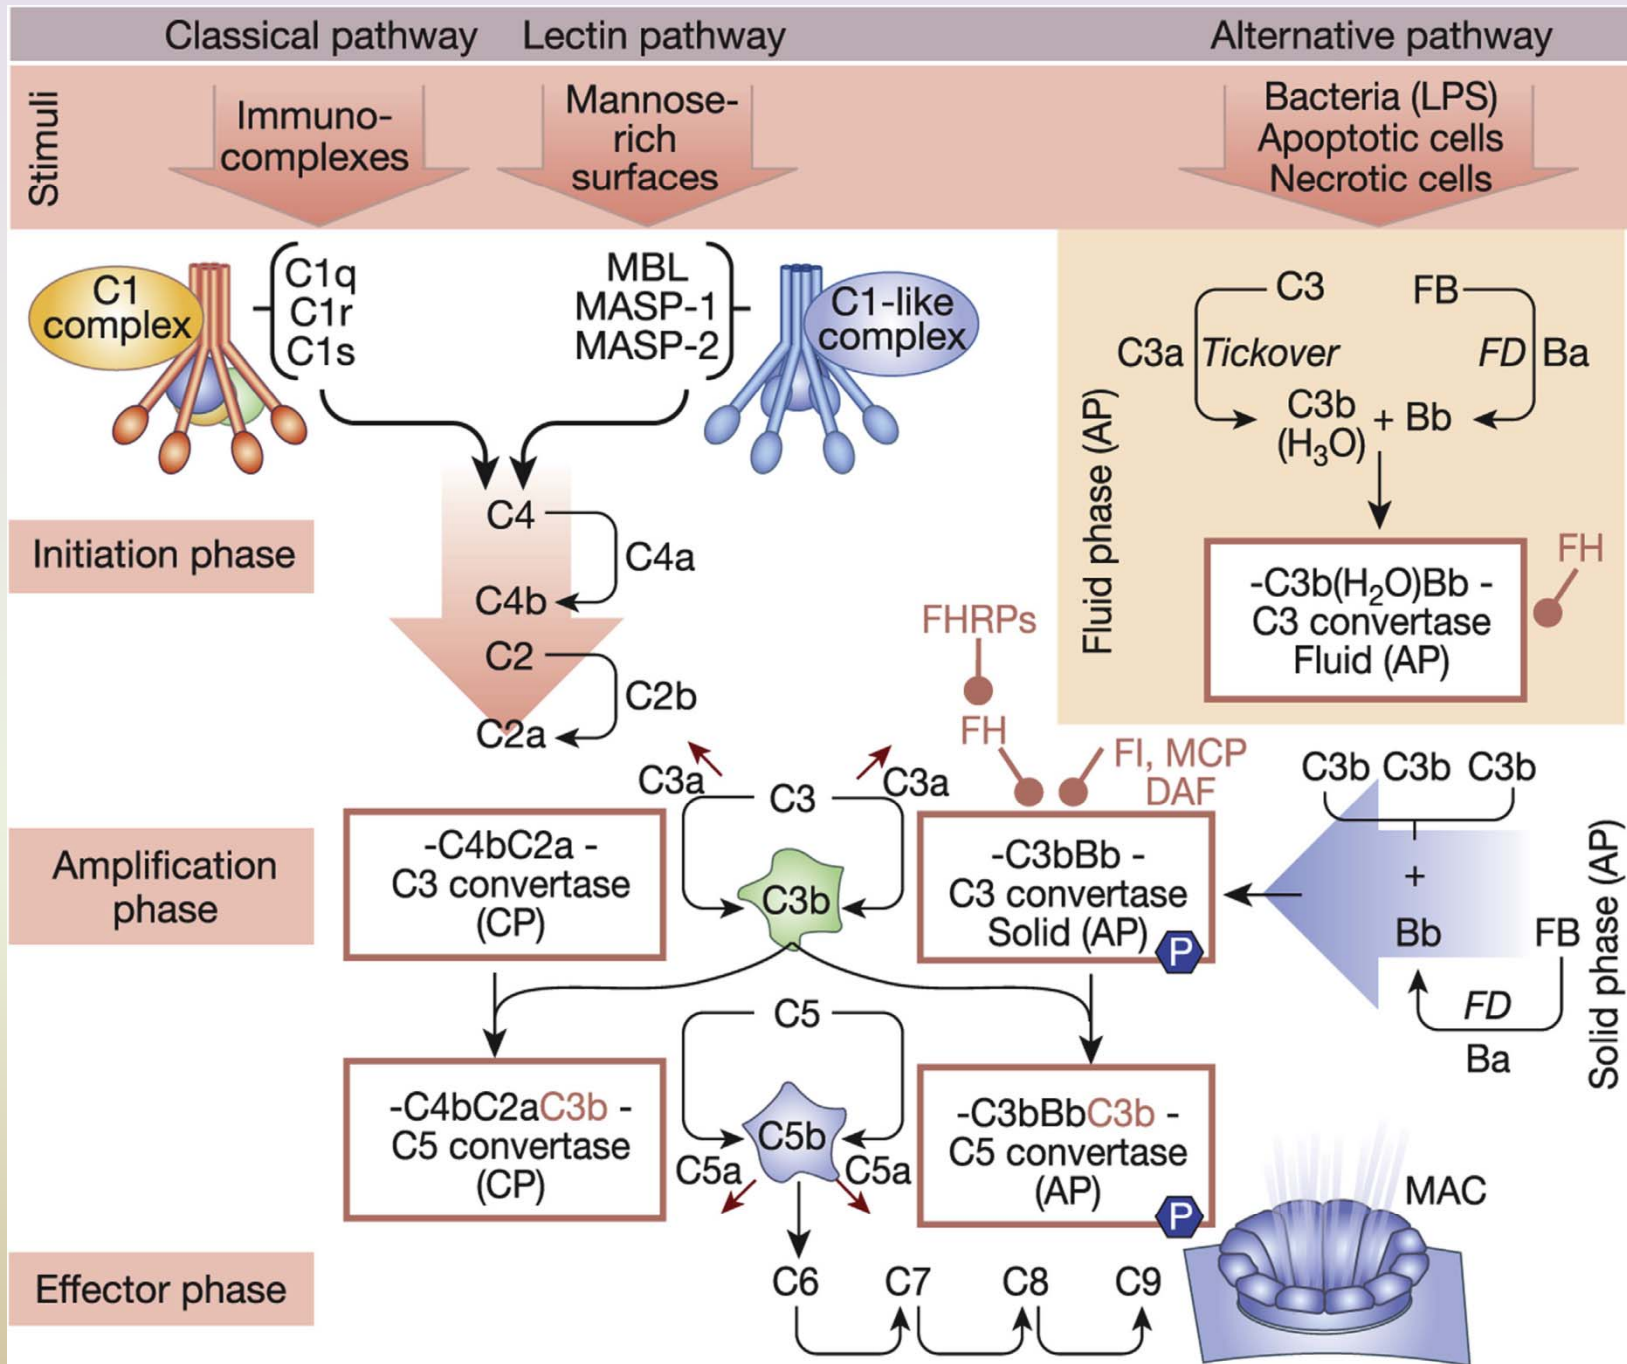 Classical pathway
Lectin pathway
Alternative pathway
Stimuli
Immuno-
complexes
Mannose-
rich
surfaces
Bacteria (LPS)
Apoptotic cells
Necrotic cells
C1
complex
C1q
C1r
C1s
MBL
MASP-1
MASP-2
C1-like
complex
Fluid phase (AP)
C3
FB
C3a
Tickover
FD
Ba
C3b
(H₃O)
+ Bb
-C3b(H₂O)Bb -
C3 convertase
Fluid (AP)
FH
Initiation phase
C4
C4a
C4b
C2
C2b
C2a
FHRPs
FH
FI, MCP
DAF
Amplification
phase
-C4bC2a -
C3 convertase
(CP)
C3a
C3
C3a
C3b
-C3bBb -
C3 convertase
Solid (AP)
P
C3b C3b C3b
+
Bb
FB
FD
Ba
Solid phase (AP)
-C4bC2aC3b -
C5 convertase
(CP)
C5
C5b
C5a
C5a
-C3bBbC3b -
C5 convertase
(AP)
P
MAC
Effector phase
C6
C7
C8
C9